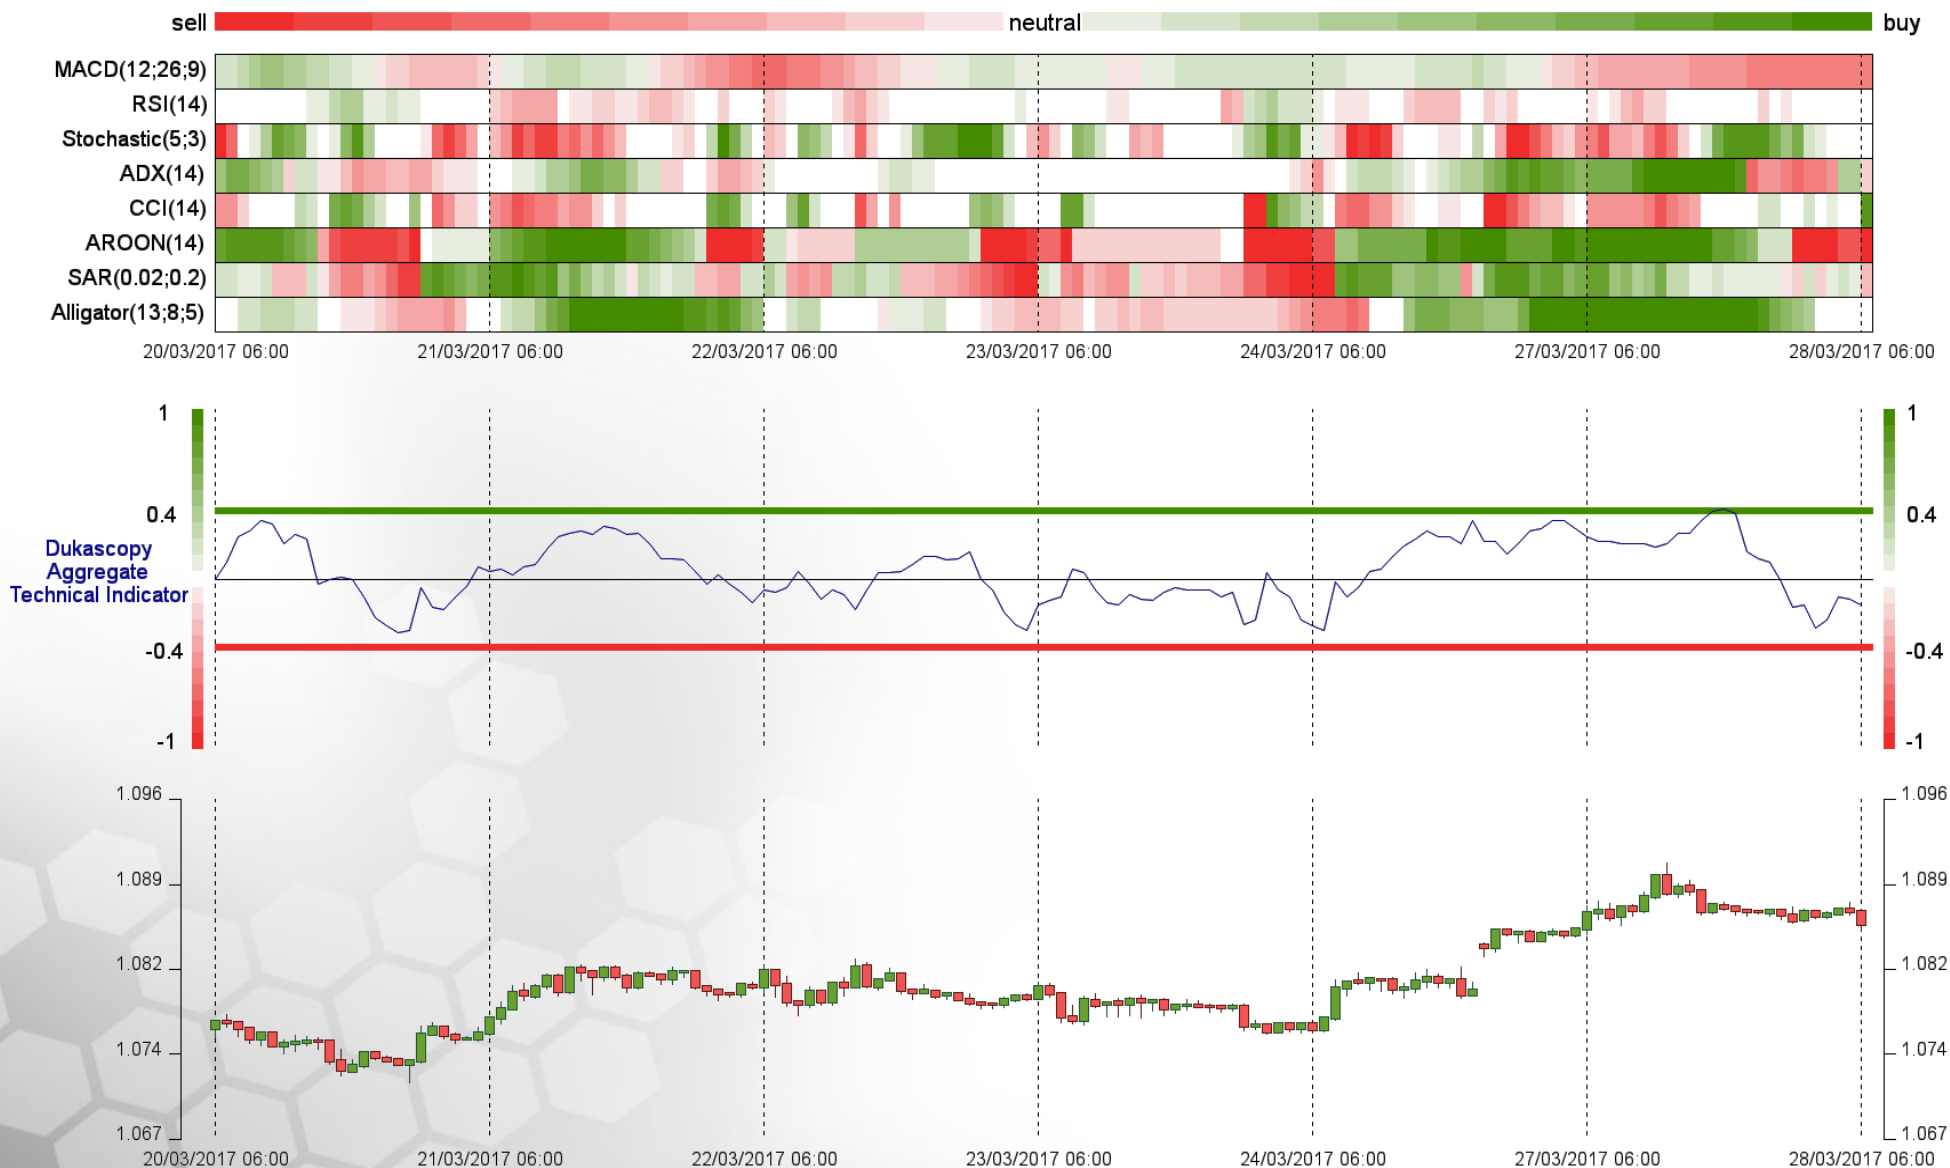 sell neutral buy
MACD(12;26;9)
RSI(14)
Stochastic(5;3)
ADX(14)
CCI(14)
AROON(14)
SAR(0.02;0.2)
Alligator(13;8;5)
20/03/2017 06:00 21/03/2017 06:00 22/03/2017 06:00 23/03/2017 06:00 24/03/2017 06:00 27/03/2017 06:00 28/03/2017 06:00
1 1
0.4 0.4
Dukascopy
Aggregate
Technical Indicator
-0.4 -0.4
-1 -1
1.096 1.096
1.089 1.089
1.082 1.082
1.074 1.074
1.067 1.067
20/03/2017 06:00 21/03/2017 06:00 22/03/2017 06:00 23/03/2017 06:00 24/03/2017 06:00 27/03/2017 06:00 28/03/2017 06:00